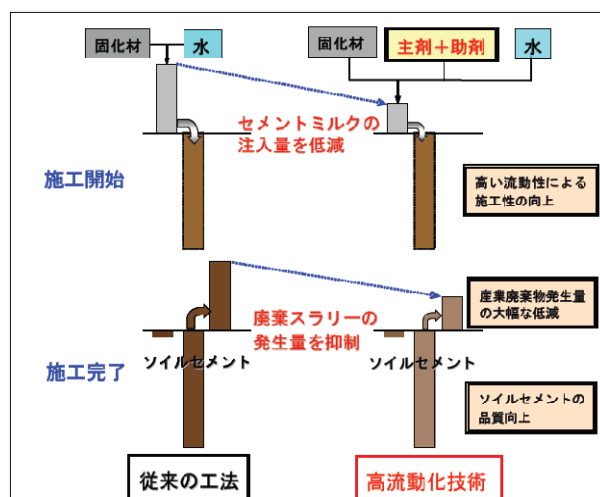 固化材
水
固化材
主剤＋助剤
水
セメントミルクの
注入量を低減
施工開始
高い流動性による
施工性の向上
産業廃棄物発生量
の大幅な低減
廃棄スラリーの
発生量を抑制
ソイルセメント
ソイルセメント
施工完了
ソイルセメントの
品質向上
従来の工法
高流動化技術